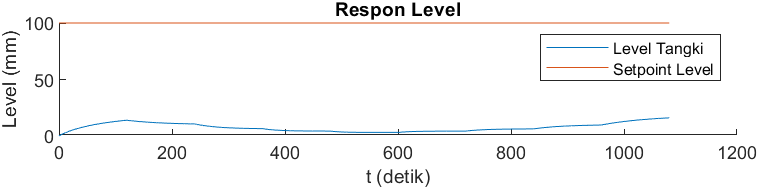 Respon Level
Level (mm)
100
50
0
0 200 400 600 800 1000 1200
t (detik)
Level Tangki
Setpoint Level